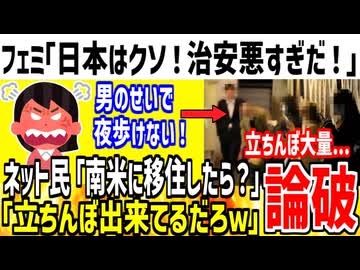 フェミ「日本はクソ！治安悪すぎだ！」
男のせいで
夜歩けない！
立ちんぼ大量...
ネット民「南米に移住したら？」
「立ちんぼ出来てるだろw」
論破